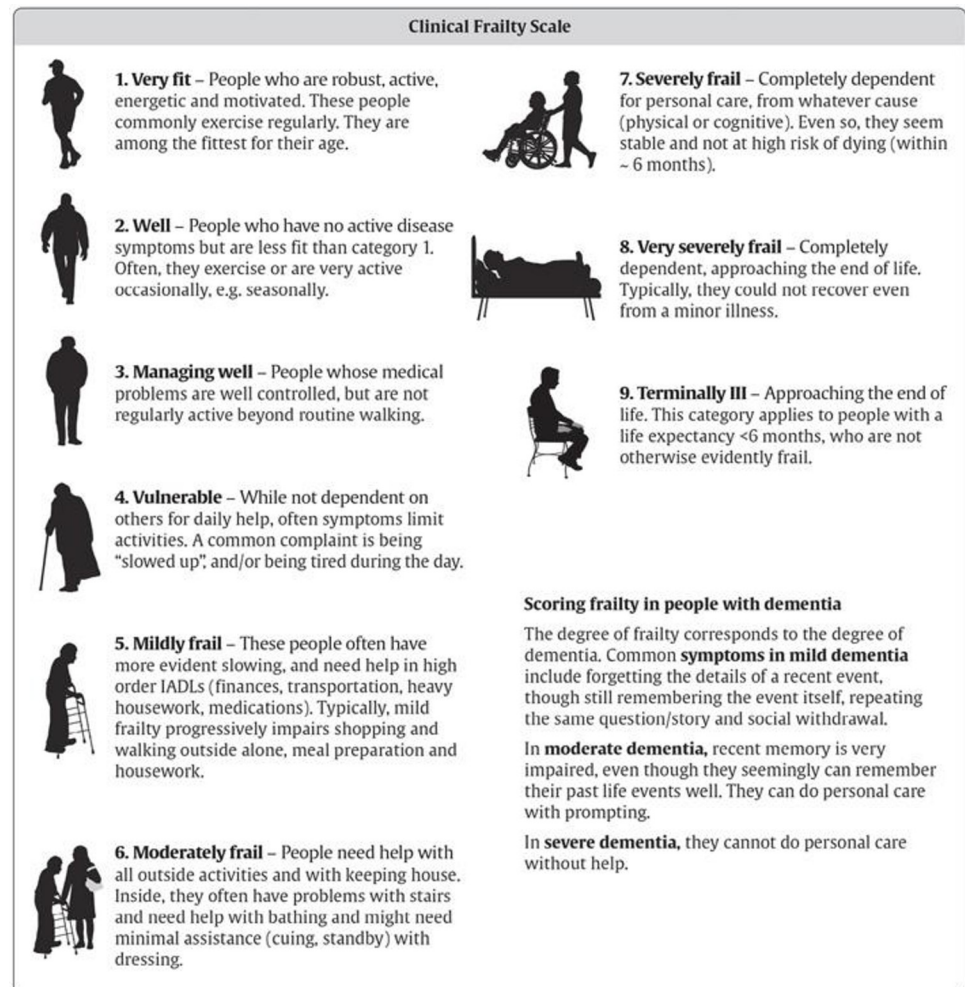 Clinical Frailty Scale
1. Very fit – People who are robust, active,
energetic and motivated. These people
commonly exercise regularly. They are
among the fittest for their age.
2. Well – People who have no active disease
symptoms but are less fit than category 1.
Often, they exercise or are very active
occasionally, e.g. seasonally.
3. Managing well – People whose medical
problems are well controlled, but are not
regularly active beyond routine walking.
4. Vulnerable – While not dependent on
others for daily help, often symptoms limit
activities. A common complaint is being
“slowed up”, and/or being tired during the day.
5. Mildly frail – These people often have
more evident slowing, and need help in high
order IADLs (finances, transportation, heavy
housework, medications). Typically, mild
frailty progressively impairs shopping and
walking outside alone, meal preparation and
housework.
6. Moderately frail – People need help with
all outside activities and with keeping house.
Inside, they often have problems with stairs
and need help with bathing and might need
minimal assistance (cuing, standby) with
dressing.
7. Severely frail – Completely dependent
for personal care, from whatever cause
(physical or cognitive). Even so, they seem
stable and not at high risk of dying (within
~ 6 months).
8. Very severely frail – Completely
dependent, approaching the end of life.
Typically, they could not recover even
from a minor illness.
9. Terminally III – Approaching the end of
life. This category applies to people with a
life expectancy <6 months, who are not
otherwise evidently frail.
Scoring frailty in people with dementia
The degree of frailty corresponds to the degree of
dementia. Common symptoms in mild dementia
include forgetting the details of a recent event,
though still remembering the event itself, repeating
the same question/story and social withdrawal.
In moderate dementia, recent memory is very
impaired, even though they seemingly can remember
their past life events well. They can do personal care
with prompting.
In severe dementia, they cannot do personal care
without help.